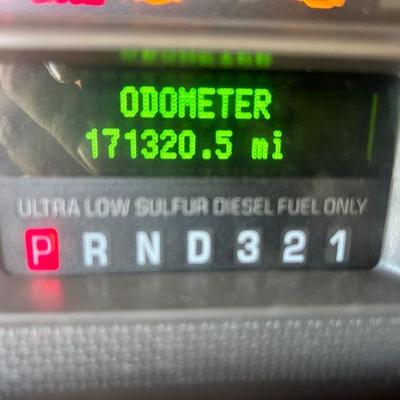 ODOMETER
171320.5 mi
ULTRA LOW SULFUR DIESEL FUEL ONLY
P R N D 3 2 1